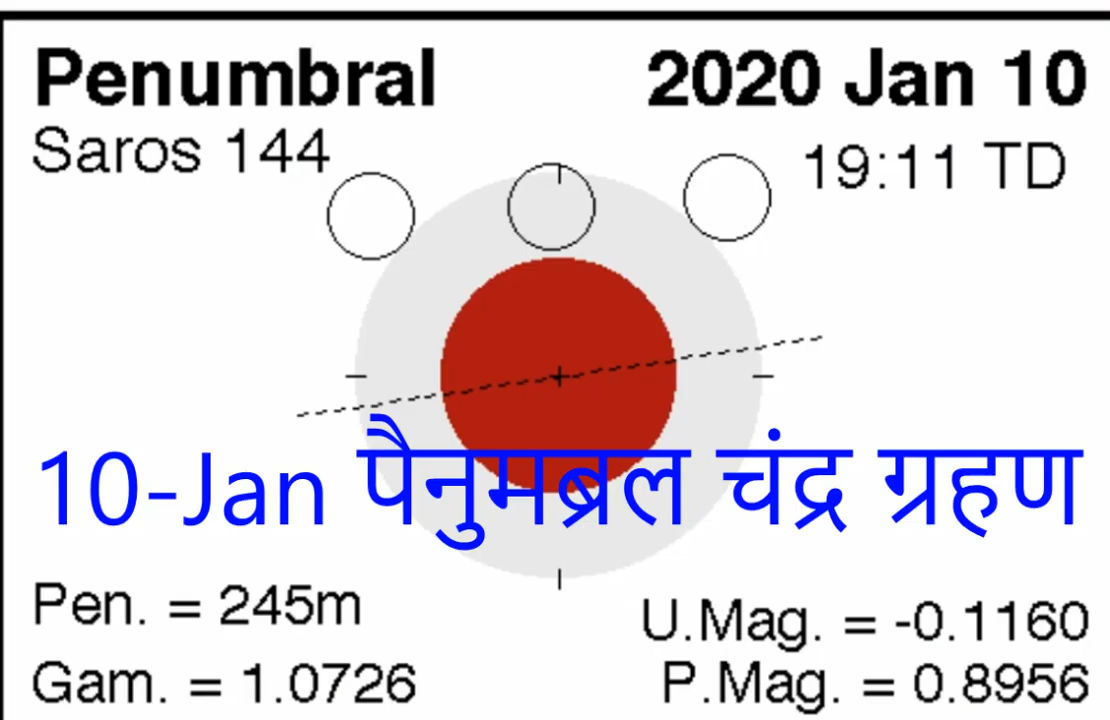 Penumbral 2020 Jan 10
Saros 144 19:11 TD
10-Jan पैनुमब्रल चंद्र ग्रहण
Pen. = 245m U.Mag. = -0.1160
Gam. = 1.0726 P.Mag. = 0.8956